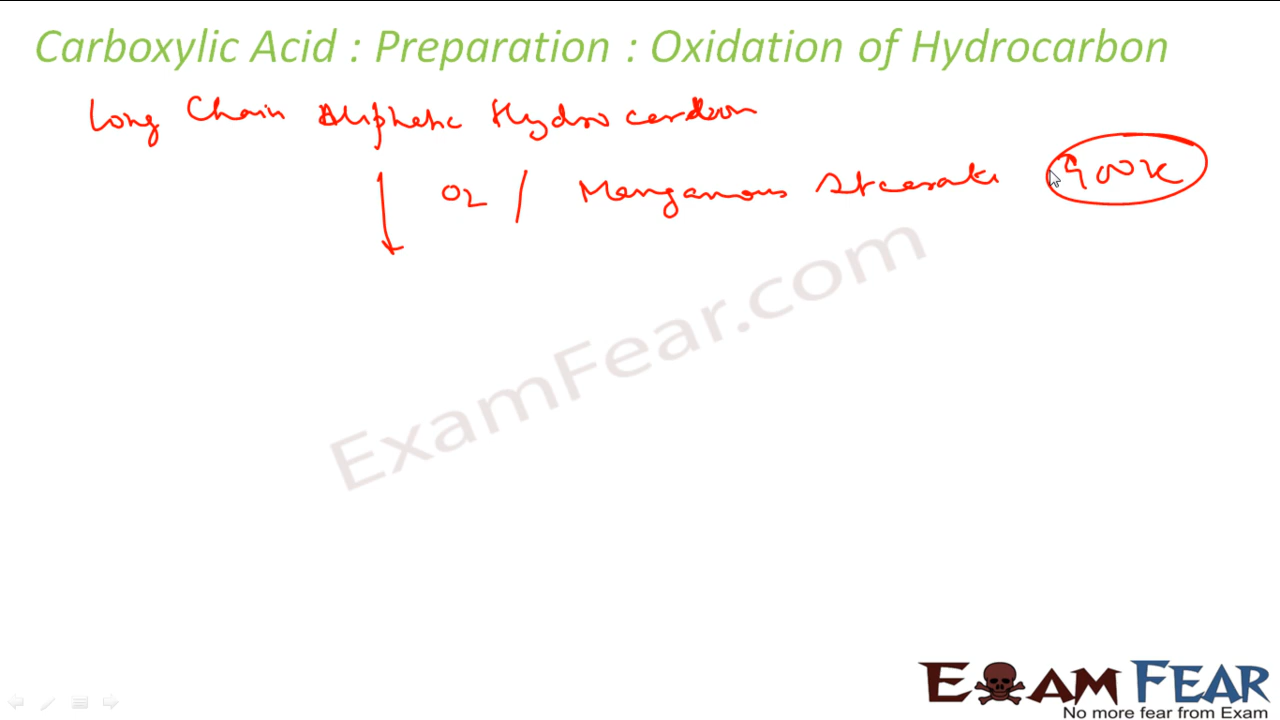 Carboxylic Acid : Preparation : Oxidation of Hydrocarbon
Long Chain Aliphatic Hydrocarbon
O2 / Manganous Stearate 400K
ExamFear.com
EXAM FEAR
No more fear from Exam